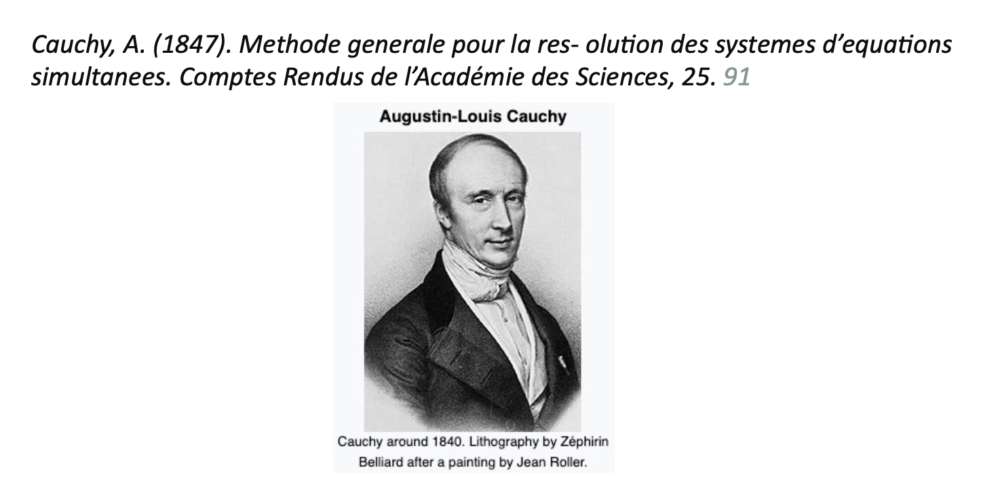 Cauchy, A. (1847). Methode generale pour la res- olution des systemes d’equations
simultanees. Comptes Rendus de l’Académie des Sciences, 25. 91
Augustin-Louis Cauchy
Cauchy around 1840. Lithography by Zéphirin
Belliard after a painting by Jean Roller.